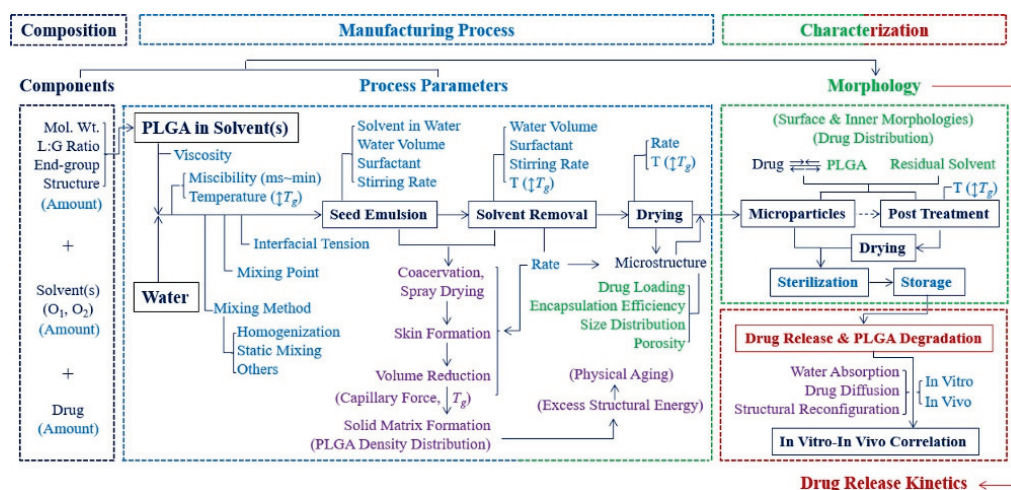 Composition
Manufacturing Process
Characterization
Components
Process Parameters
Morphology
Mol. Wt.
L:G Ratio
End-group
Structure
(Amount)
+
Solvent(s)
(O1, O2)
(Amount)
+
Drug
(Amount)
PLGA in Solvent(s)
Viscosity
Miscibility (ms~min)
Temperature (↕Tg)
Water
Interfacial Tension
Mixing Point
Mixing Method
Homogenization
Static Mixing
Others
Solvent in Water
Water Volume
Surfactant
Stirring Rate
Seed Emulsion
Water Volume
Surfactant
Stirring Rate
T (↕Tg)
Solvent Removal
Rate
T (↕Tg)
Drying
Coacervation,
Spray Drying
Skin Formation
Volume Reduction
(Capillary Force, Tg)
Solid Matrix Formation
(PLGA Density Distribution)
Rate
Microstructure
Drug Loading
Encapsulation Efficiency
Size Distribution
Porosity
(Physical Aging)
(Excess Structural Energy)
(Surface & Inner Morphologies)
(Drug Distribution)
Drug
PLGA
Residual Solvent
T (↕Tg)
Microparticles
Post Treatment
Drying
Sterilization
Storage
Drug Release & PLGA Degradation
Water Absorption
Drug Diffusion
Structural Reconfiguration
In Vitro
In Vivo
In Vitro-In Vivo Correlation
Drug Release Kinetics